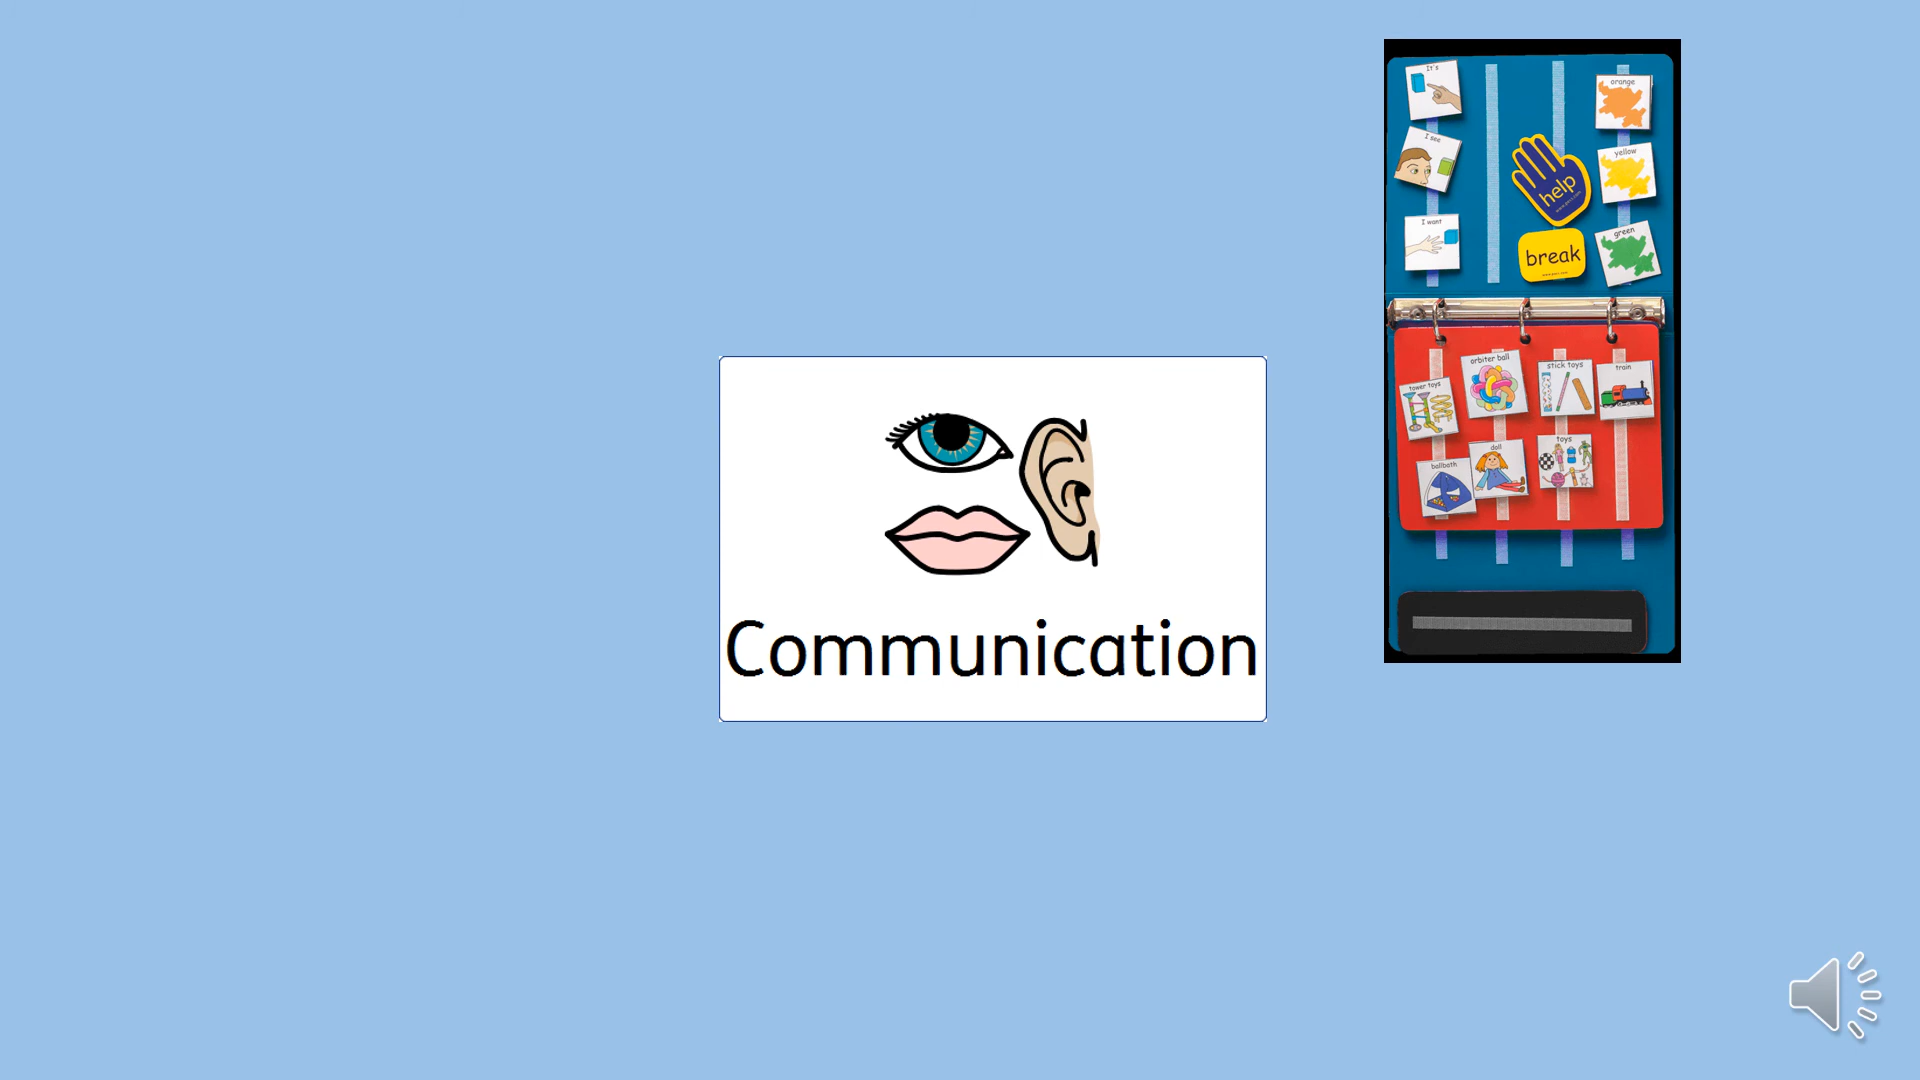 It's
orange
I see
yellow
help
I want
green
break
orbiter ball
stick toys
train
tower toys
toys
doll
ballbath
Communication